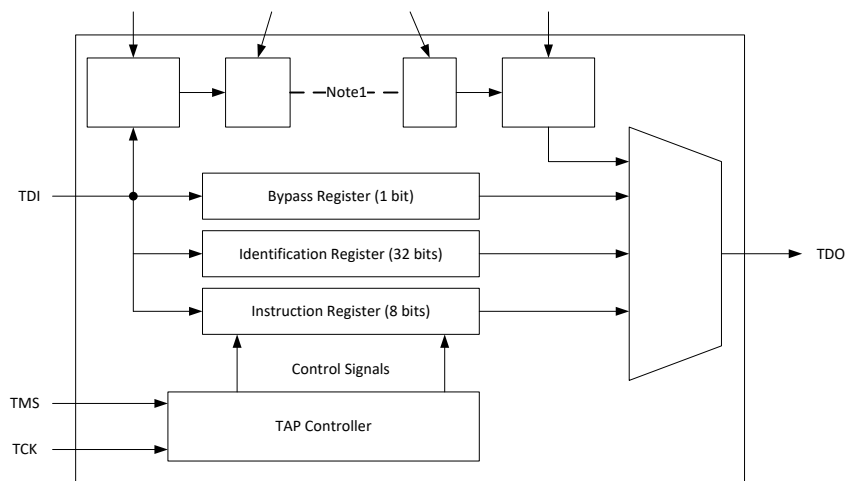 Note1
TDI
Bypass Register (1 bit)
Identification Register (32 bits)
TDO
Instruction Register (8 bits)
Control Signals
TMS
TAP Controller
TCK